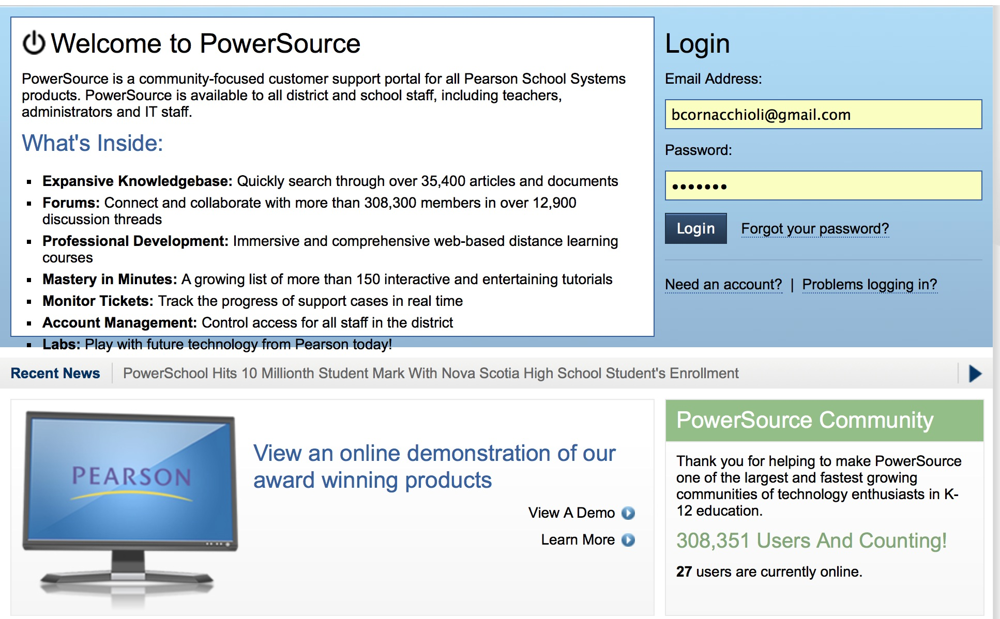 Welcome to PowerSource
PowerSource is a community-focused customer support portal for all Pearson School Systems
products. PowerSource is available to all district and school staff, including teachers,
administrators and IT staff.
What's Inside:
Expansive Knowledgebase: Quickly search through over 35,400 articles and documents
Forums: Connect and collaborate with more than 308,300 members in over 12,900
discussion threads
Professional Development: Immersive and comprehensive web-based distance learning
courses
Mastery in Minutes: A growing list of more than 150 interactive and entertaining tutorials
Monitor Tickets: Track the progress of support cases in real time
Account Management: Control access for all staff in the district
Labs: Play with future technology from Pearson today!
Login
Email Address:
bcornacchioli@gmail.com
Password:
•••••••
Login Forgot your password?
Need an account? | Problems logging in?
Recent News PowerSchool Hits 10 Millionth Student Mark With Nova Scotia High School Student's Enrollment
PEARSON
View an online demonstration of our
award winning products
View A Demo
Learn More
PowerSource Community
Thank you for helping to make PowerSource
one of the largest and fastest growing
communities of technology enthusiasts in K-
12 education.
308,351 Users And Counting!
27 users are currently online.